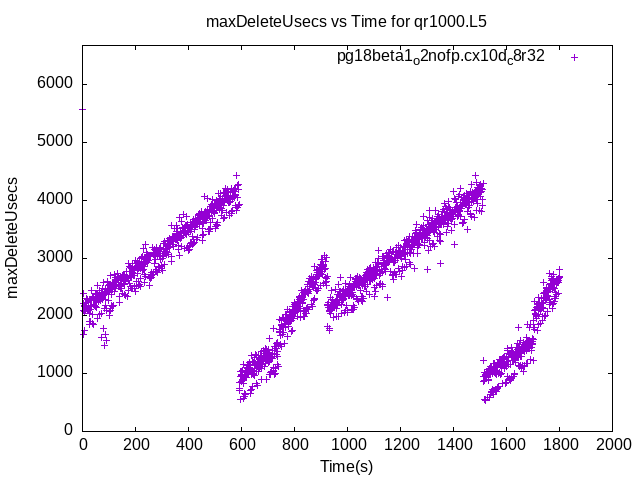 maxDeleteUsecs vs Time for qr1000.L5
pg18beta1o2nofp.cx10dc8r32
maxDeleteUsecs
6000
5000
4000
3000
2000
1000
0
0 200 400 600 800 1000 1200 1400 1600 1800 2000
Time(s)